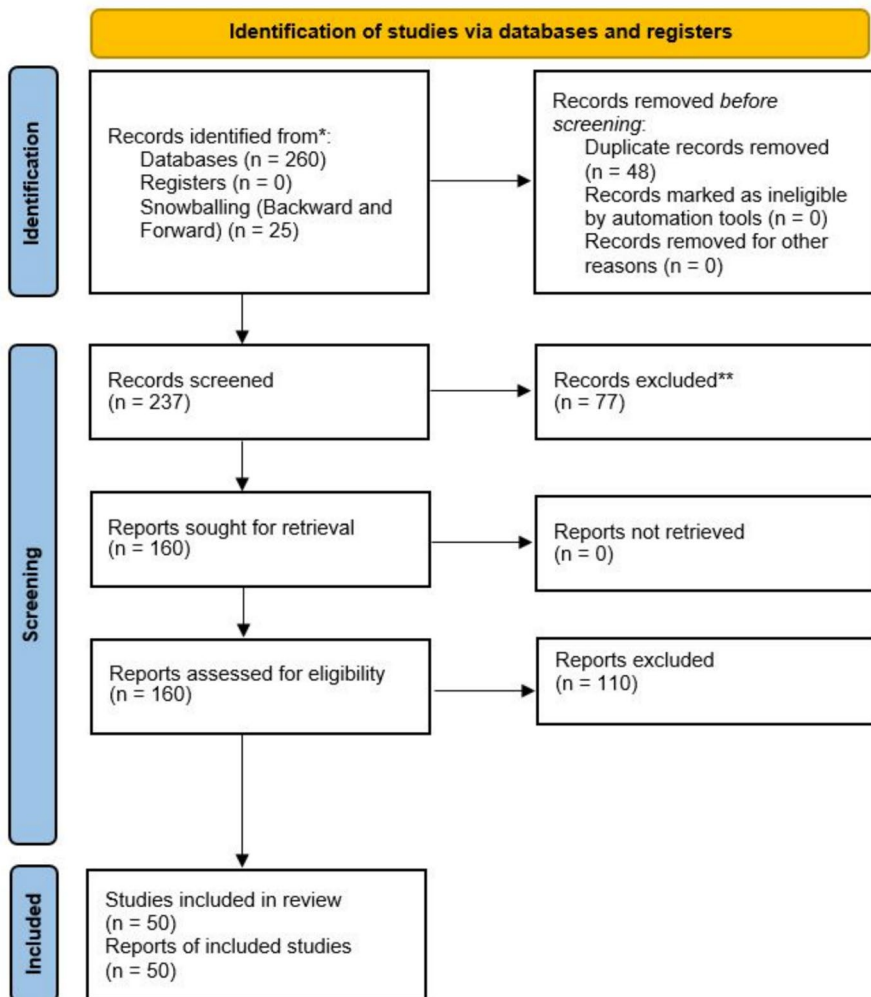 Identification of studies via databases and registers
Identification
Records identified from*:
Databases (n = 260)
Registers (n = 0)
Snowballing (Backward and
Forward) (n = 25)
Records removed before
screening:
Duplicate records removed
(n = 48)
Records marked as ineligible
by automation tools (n = 0)
Records removed for other
reasons (n = 0)
Screening
Records screened
(n = 237)
Records excluded**
(n = 77)
Reports sought for retrieval
(n = 160)
Reports not retrieved
(n = 0)
Reports assessed for eligibility
(n = 160)
Reports excluded
(n = 110)
Included
Studies included in review
(n = 50)
Reports of included studies
(n = 50)